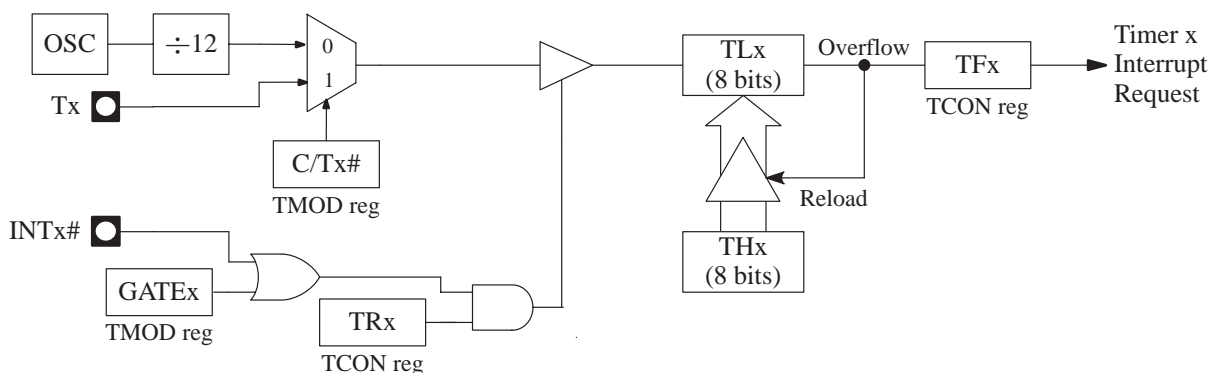 OSC
÷12
0
1
Tx
C/Tx#
TMOD reg
TLx
(8 bits)
Overflow
TFx
TCON reg
Timer x
Interrupt
Request
Reload
THx
(8 bits)
INTx#
GATEx
TMOD reg
TRx
TCON reg